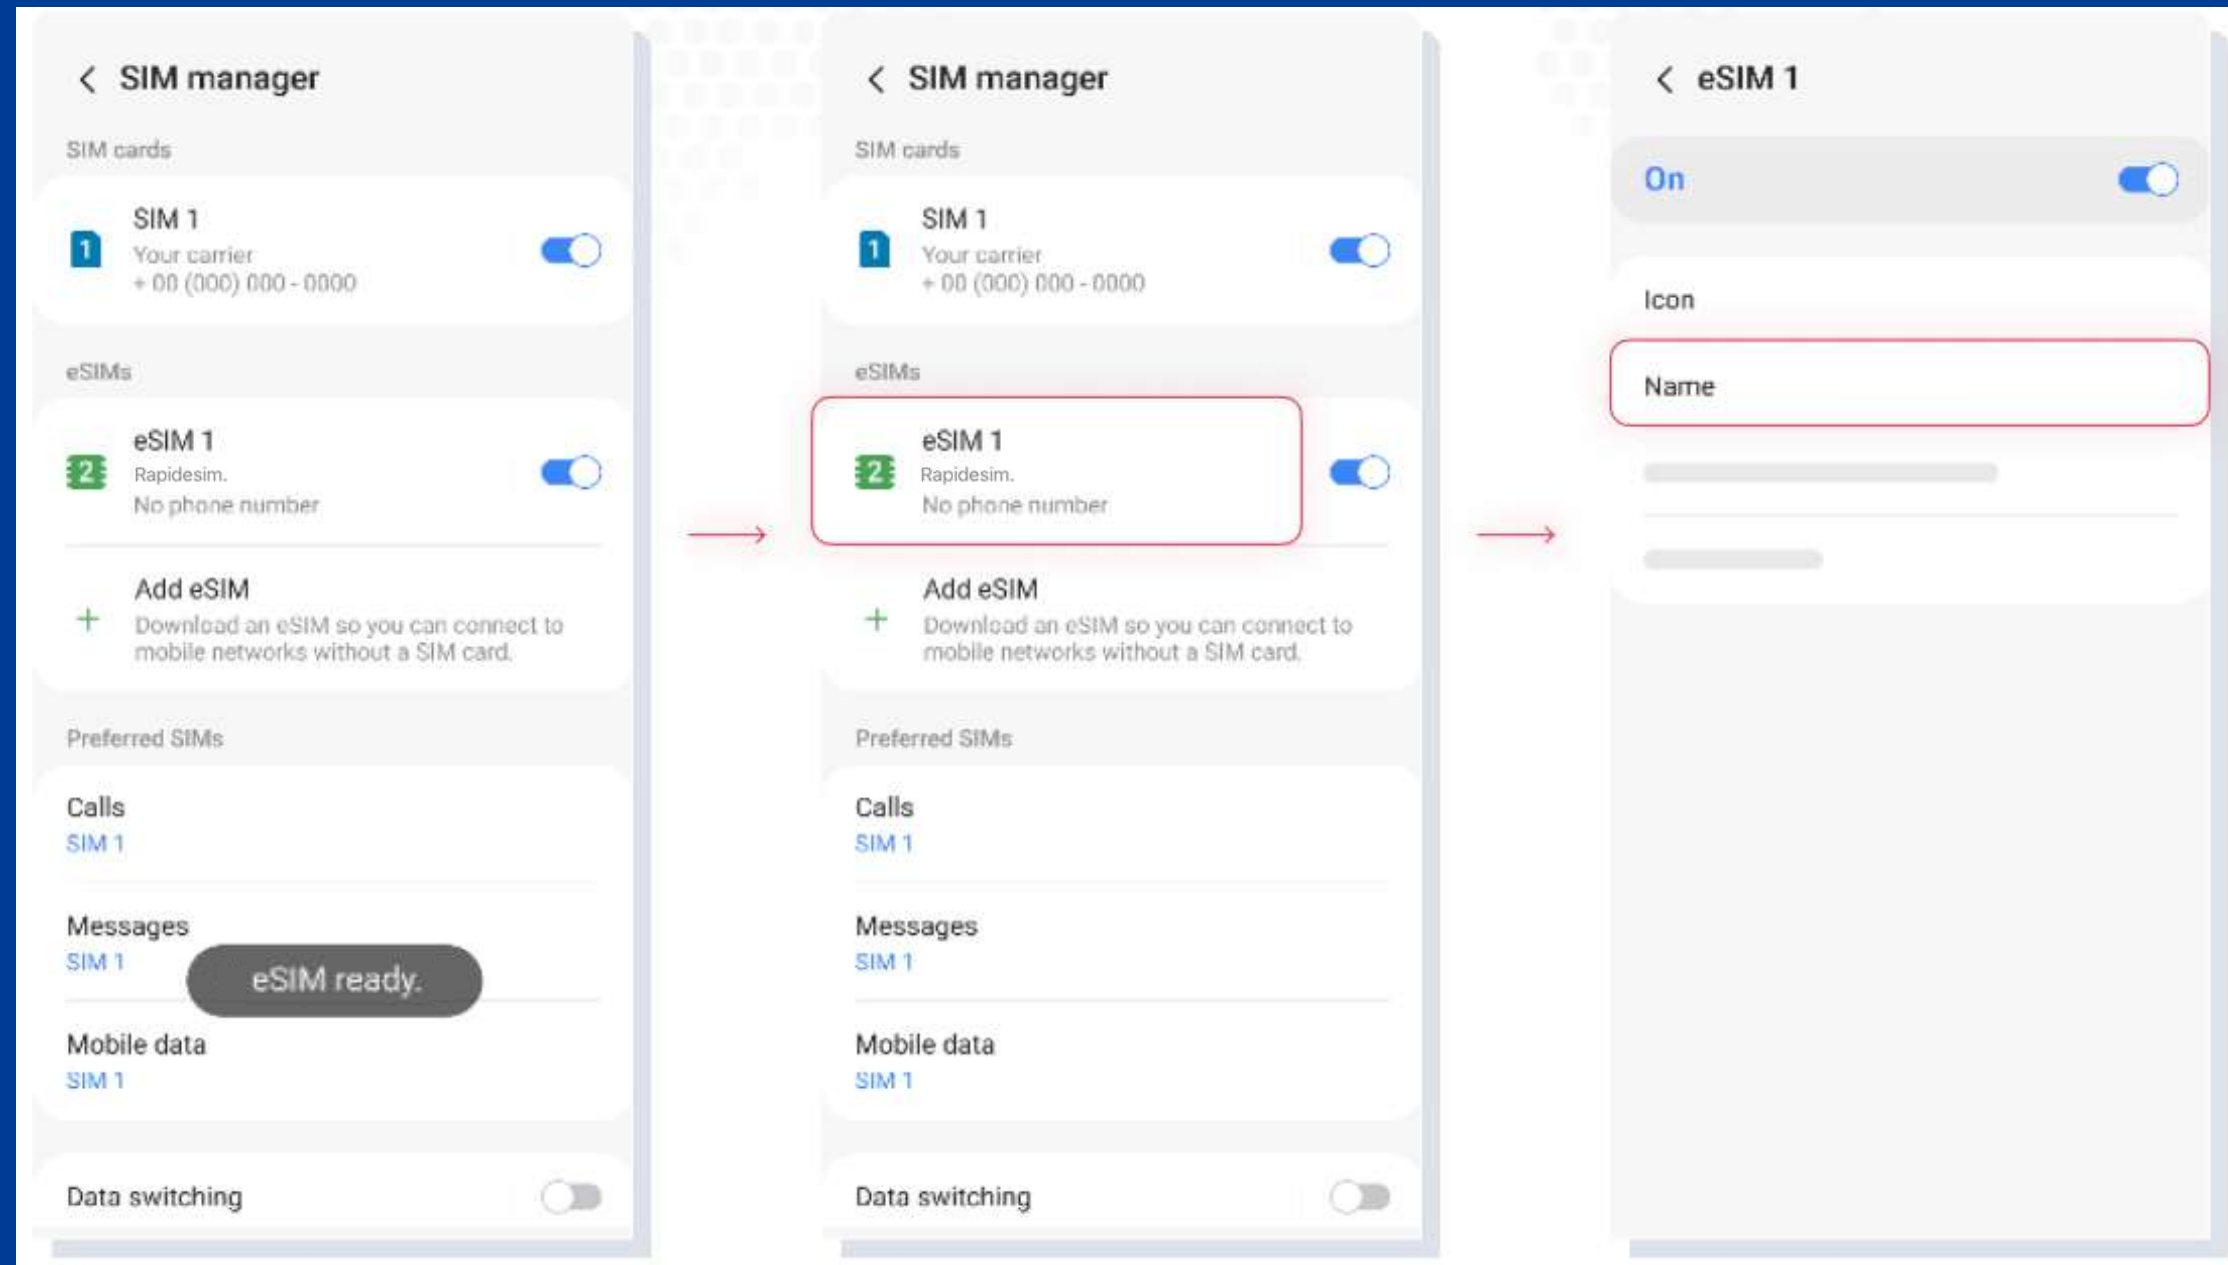 SIM manager
SIM cards
1
SIM 1
Your carrier
+ 00 (000) 000 - 0000
eSIMs
2
eSIM 1
Rapidesim.
No phone number
+
Add eSIM
Download an eSIM so you can connect to
mobile networks without a SIM card.
Preferred SIMs
Calls
SIM 1
Messages
SIM 1
eSIM ready.
Mobile data
SIM 1
Data switching
SIM manager
SIM cards
1
SIM 1
Your carrier
+ 00 (000) 000 - 0000
eSIMs
2
eSIM 1
Rapidesim.
No phone number
+
Add eSIM
Download an eSIM so you can connect to
mobile networks without a SIM card.
Preferred SIMs
Calls
SIM 1
Messages
SIM 1
Mobile data
SIM 1
Data switching
eSIM 1
On
Icon
Name